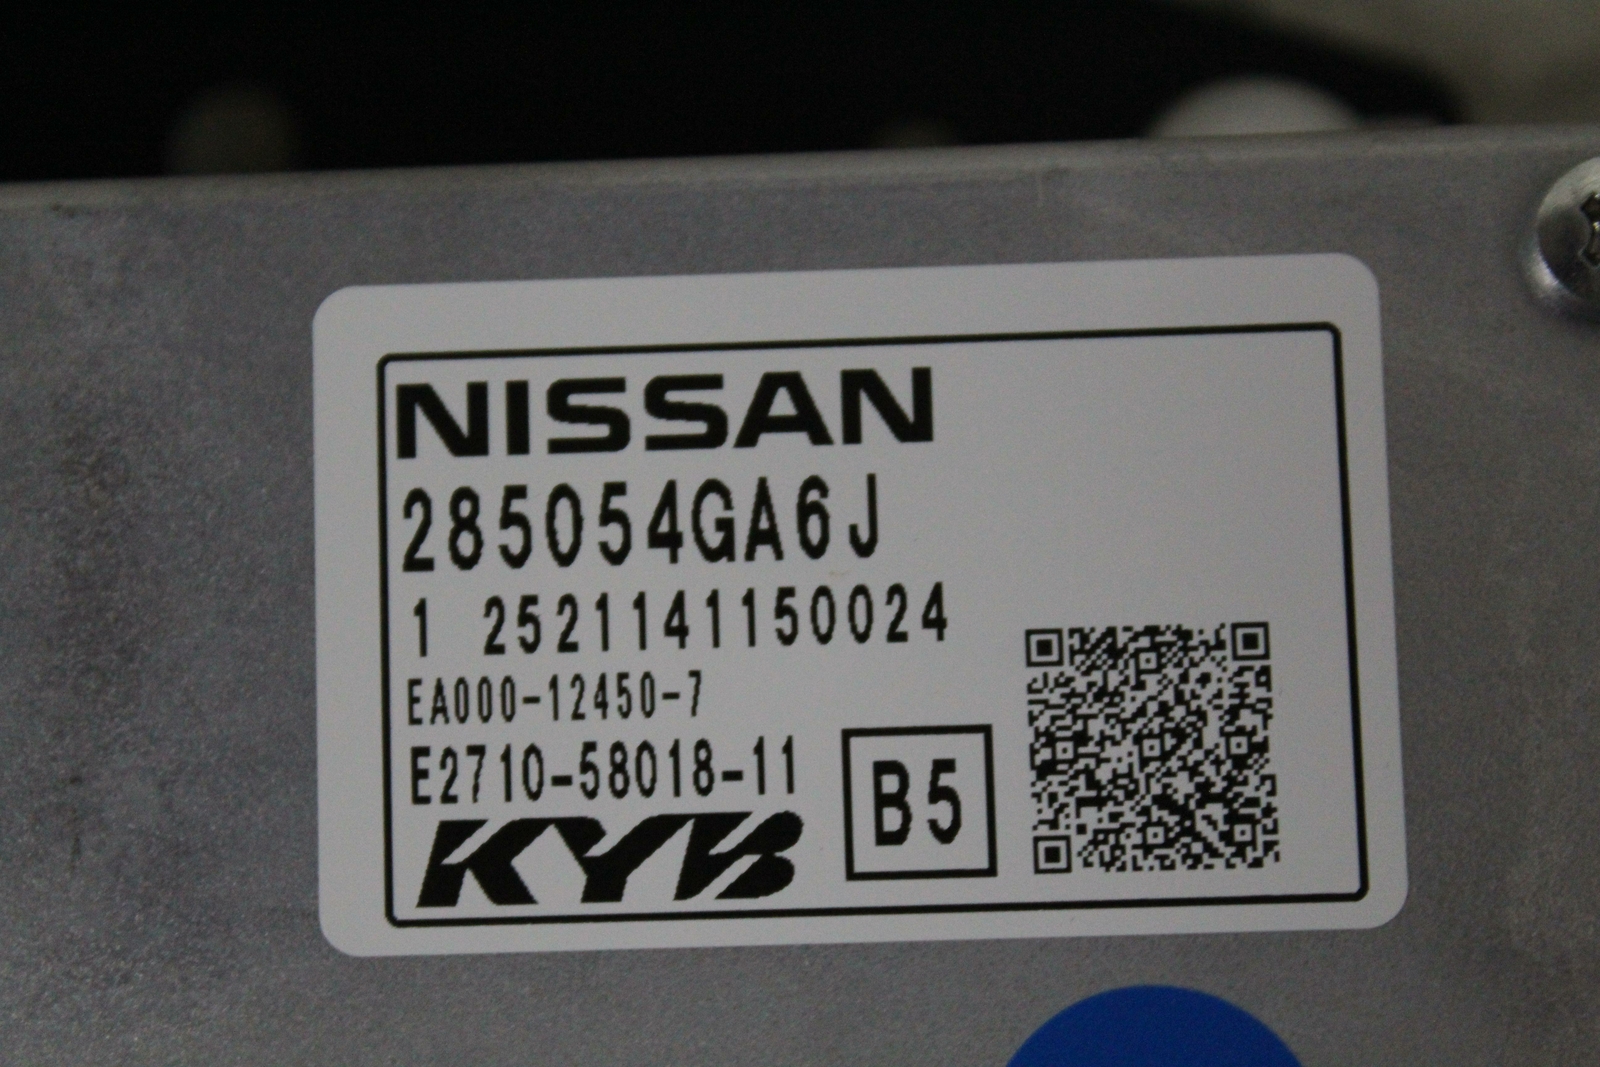 NISSAN
285054GA6J
1 2521141150024
EA000-12450-7
E2710-58018-11
B5
KYB